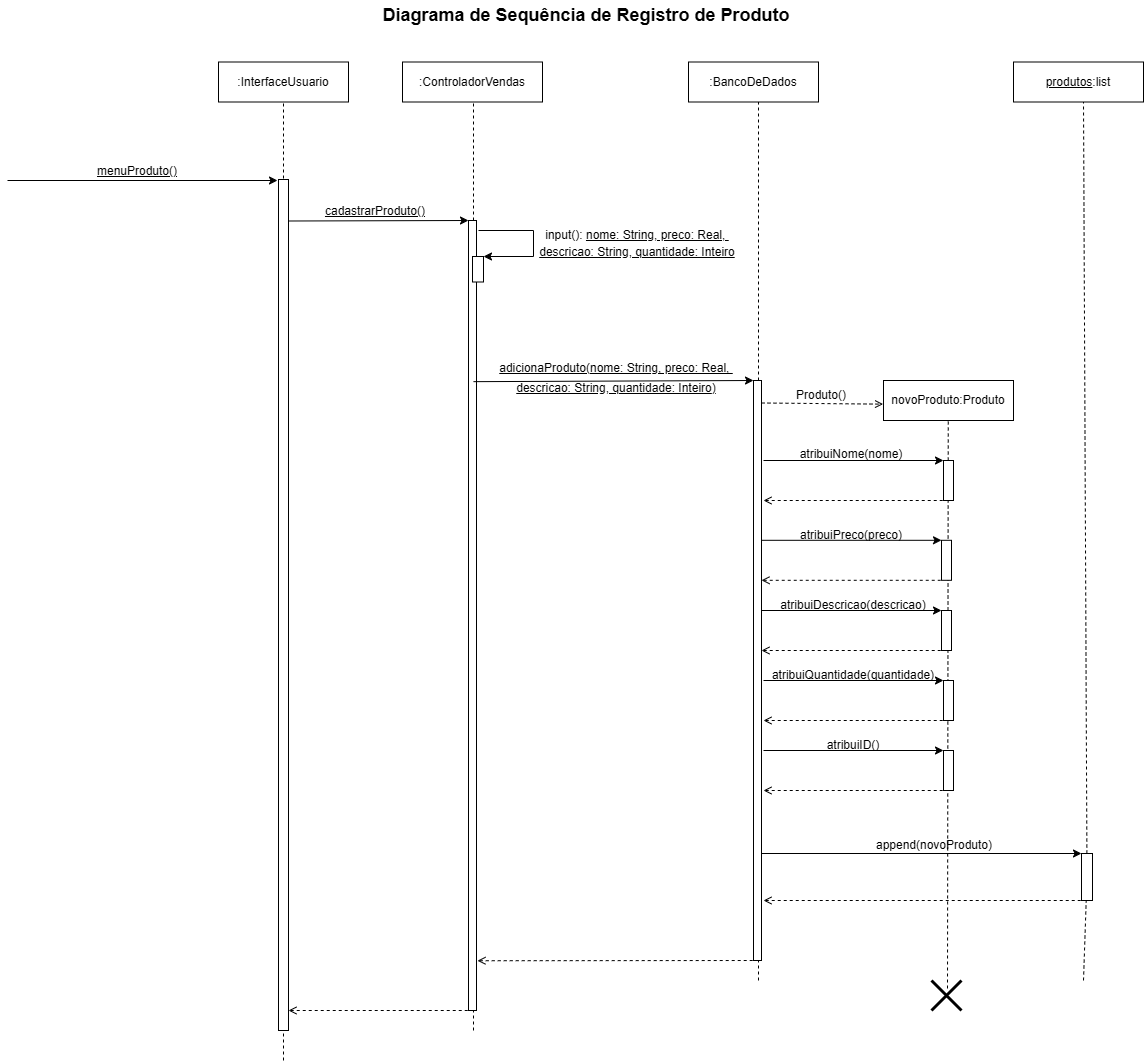 Diagrama de Sequência de Registro de Produto
:InterfaceUsuario
:ControladorVendas
:BancoDeDados
produtos:list
menuProduto()
cadastrarProduto()
input(): nome: String, preco: Real,
descricao: String, quantidade: Inteiro
adicionaProduto(nome: String, preco: Real,
descricao: String, quantidade: Inteiro)
Produto()
novoProduto:Produto
atribuiNome(nome)
atribuiPreco(preco)
atribuiDescricao(descricao)
atribuiQuantidade(quantidade)
atribuiID()
append(novoProduto)